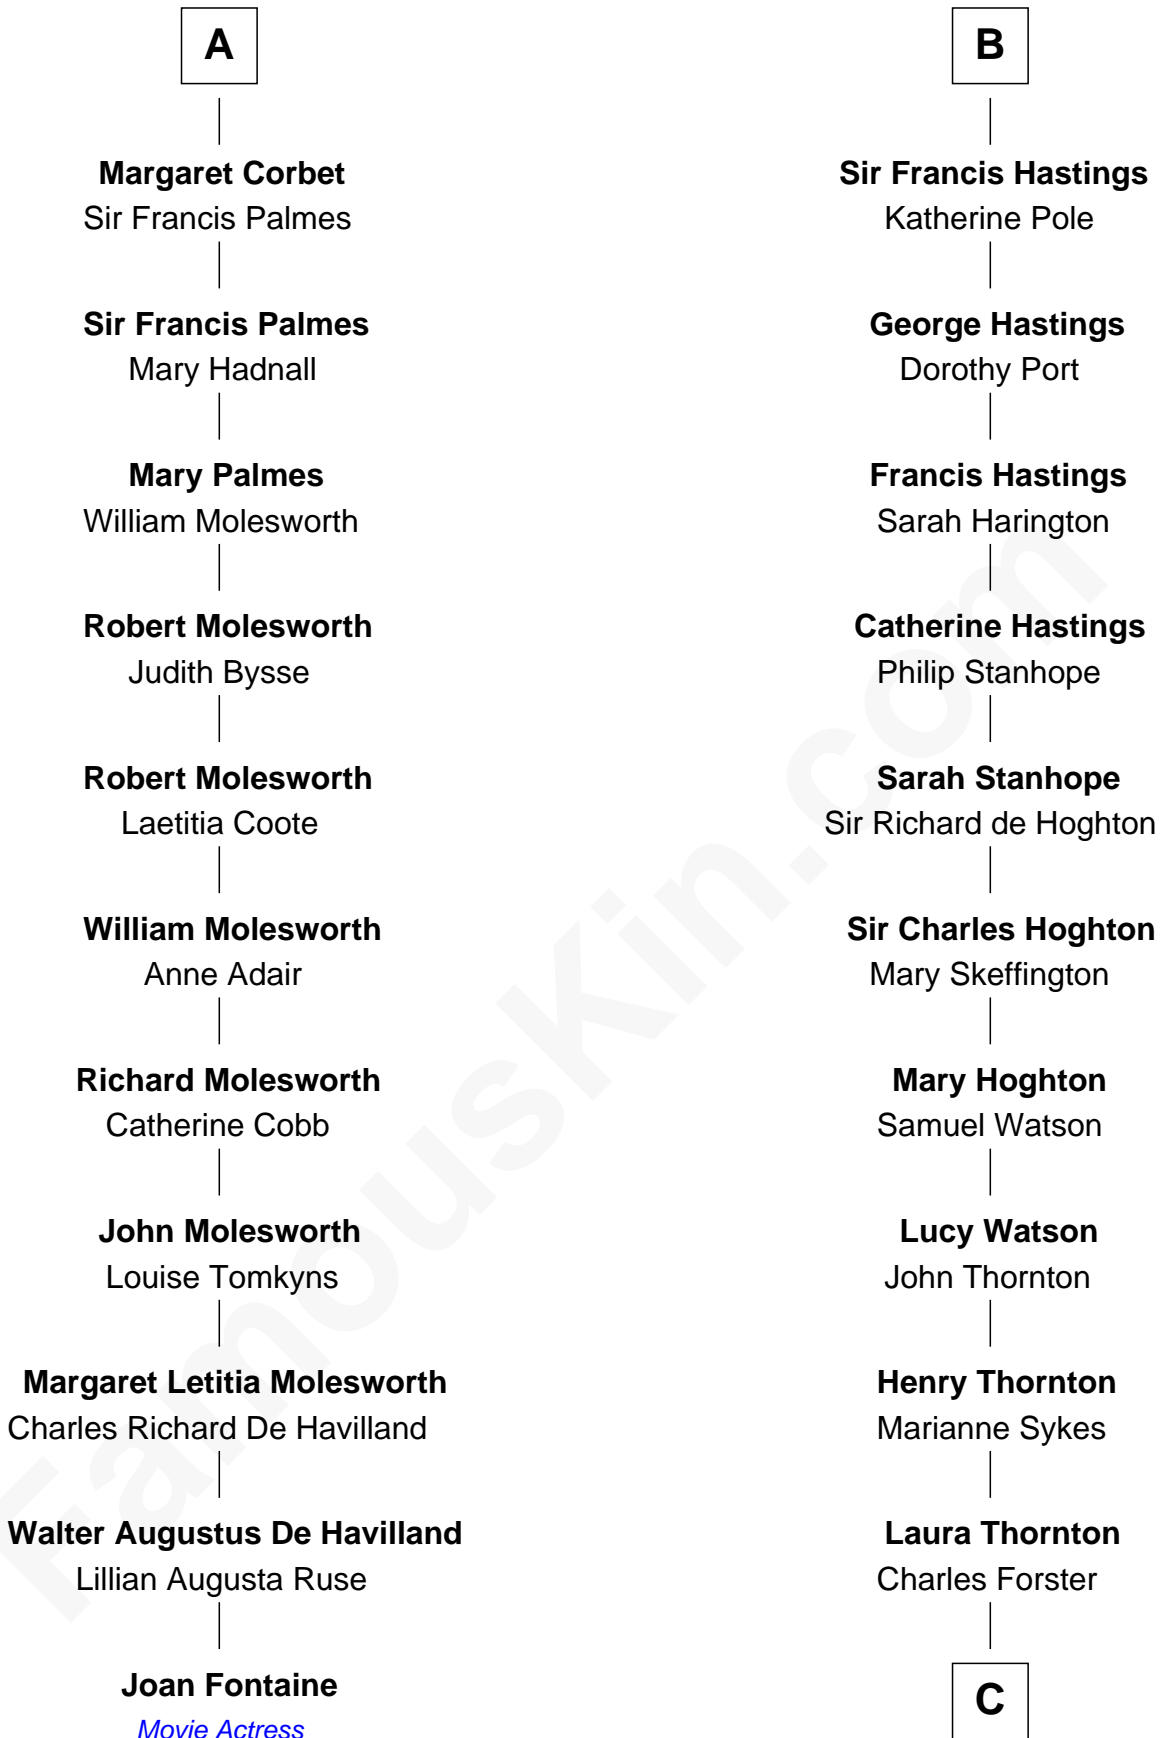 A
Margaret Corbet
Sir Francis Palmes
Sir Francis Palmes
Mary Hadnall
Mary Palmes
William Molesworth
Robert Molesworth
Judith Bysse
Robert Molesworth
Laetitia Coote
William Molesworth
Anne Adair
Richard Molesworth
Catherine Cobb
John Molesworth
Louise Tomkyns
Margaret Letitia Molesworth
Charles Richard De Havilland
Walter Augustus De Havilland
Lillian Augusta Ruse
Joan Fontaine
Movie Actress
B
Sir Francis Hastings
Katherine Pole
George Hastings
Dorothy Port
Francis Hastings
Sarah Harington
Catherine Hastings
Philip Stanhope
Sarah Stanhope
Sir Richard de Hoghton
Sir Charles Hoghton
Mary Skeffington
Mary Hoghton
Samuel Watson
Lucy Watson
John Thornton
Henry Thornton
Marianne Sykes
Laura Thornton
Charles Forster
C
FamousKin.com